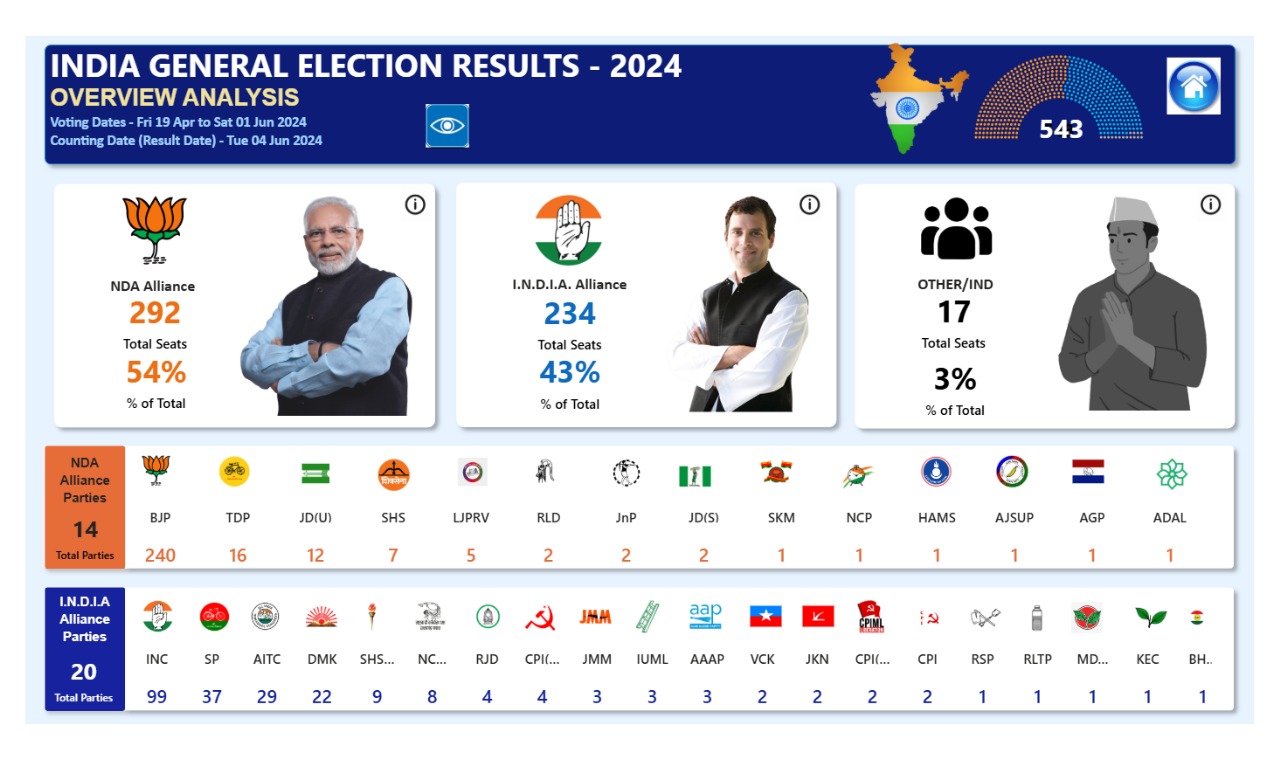 INDIA GENERAL ELECTION RESULTS - 2024
OVERVIEW ANALYSIS
Voting Dates - Fri 19 Apr to Sat 01 Jun 2024
Counting Date (Result Date) - Tue 04 Jun 2024
543
NDA Alliance
292
Total Seats
54%
% of Total
I.N.D.I.A. Alliance
234
Total Seats
43%
% of Total
OTHER/IND
17
Total Seats
3%
% of Total
NDA
Alliance
Parties
14
Total Parties
शिवसेना
BJP TDP JD(U) SHS LJPRV RLD JnP JD(S) SKM NCP HAMS AJSUP AGP ADAL
240 16 12 7 5 2 2 2 1 1 1 1 1 1
I.N.D.I.A
Alliance
Parties
20
Total Parties
JMM
aap
CPIML
INC SP AITC DMK SHS... NC... RJD CPI(... JMM IUML AAAP VCK JKN CPI(... CPI RSP RLTP MD... KEC BH..
99 37 29 22 9 8 4 4 3 3 3 2 2 2 2 1 1 1 1 1